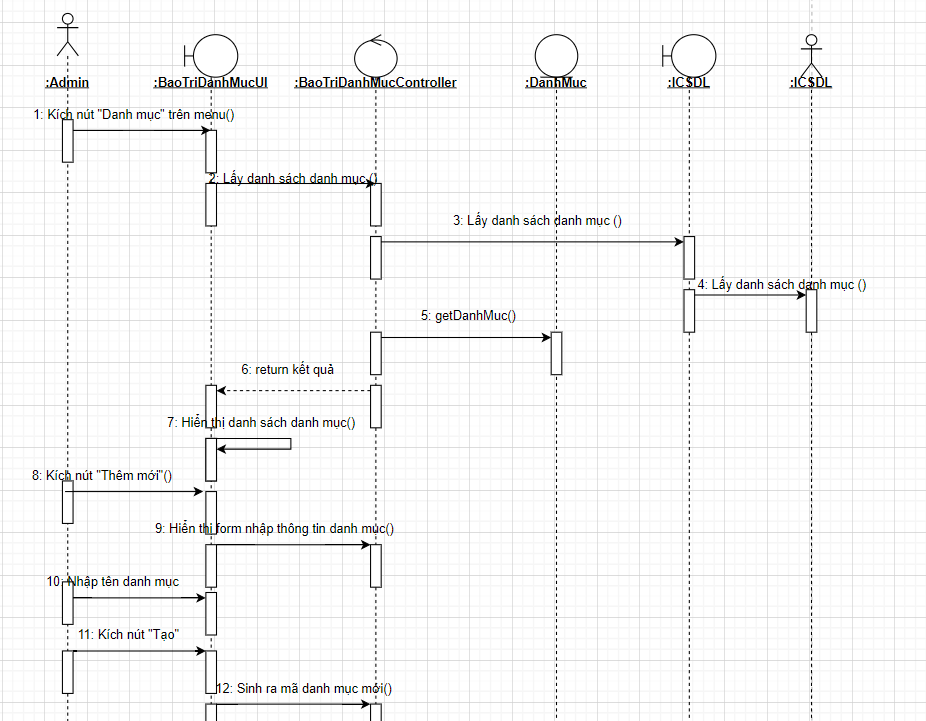 :Admin
:BaoTriDanhMucUI
:BaoTriDanhMucController
:DanhMuc
:ICSDL
:ICSDL
1: Kích nút "Danh mục" trên menu()
2: Lấy danh sách danh mục ()
3: Lấy danh sách danh mục ()
4: Lấy danh sách danh mục ()
5: getDanhMuc()
6: return kết quả
7: Hiển thị danh sách danh mục()
8: Kích nút "Thêm mới"()
9: Hiển thị form nhập thông tin danh mục()
10: Nhập tên danh mục
11: Kích nút "Tạo"
12: Sinh ra mã danh mục mới()